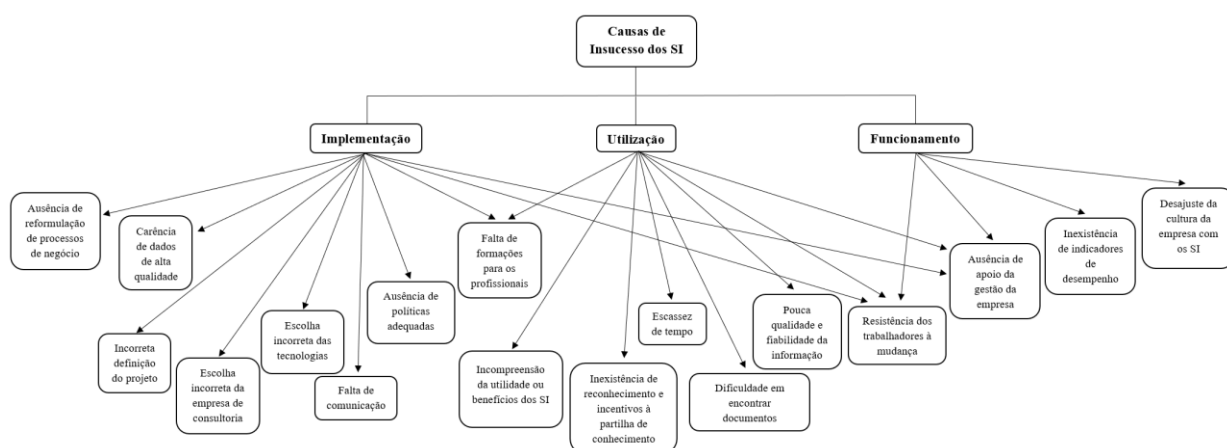 Causas de
Insucesso dos SI
Implementação
Utilização
Funcionamento
Ausência de
reformulação
de processos
de negócio
Carência
de dados
de alta
qualidade
Falta de
formações
para os
profissionais
Ausência de
apoio da
gestão da
empresa
Inexistência
de indicadores
de
desempenho
Desajuste da
cultura da
empresa com
os SI
Incorreta
definição
do projeto
Escolha
incorreta da
empresa de
consultoria
Escolha
incorreta das
tecnologias
Falta de
comunicação
Ausência de
políticas
adequadas
Incompreensão
da utilidade ou
benefícios dos SI
Inexistência de
reconhecimento e
incentivos à
partilha de
conhecimento
Escassez
de tempo
Dificuldade em
encontrar
documentos
Pouca
qualidade e
fiabilidade da
informação
Resistência dos
trabalhadores à
mudança